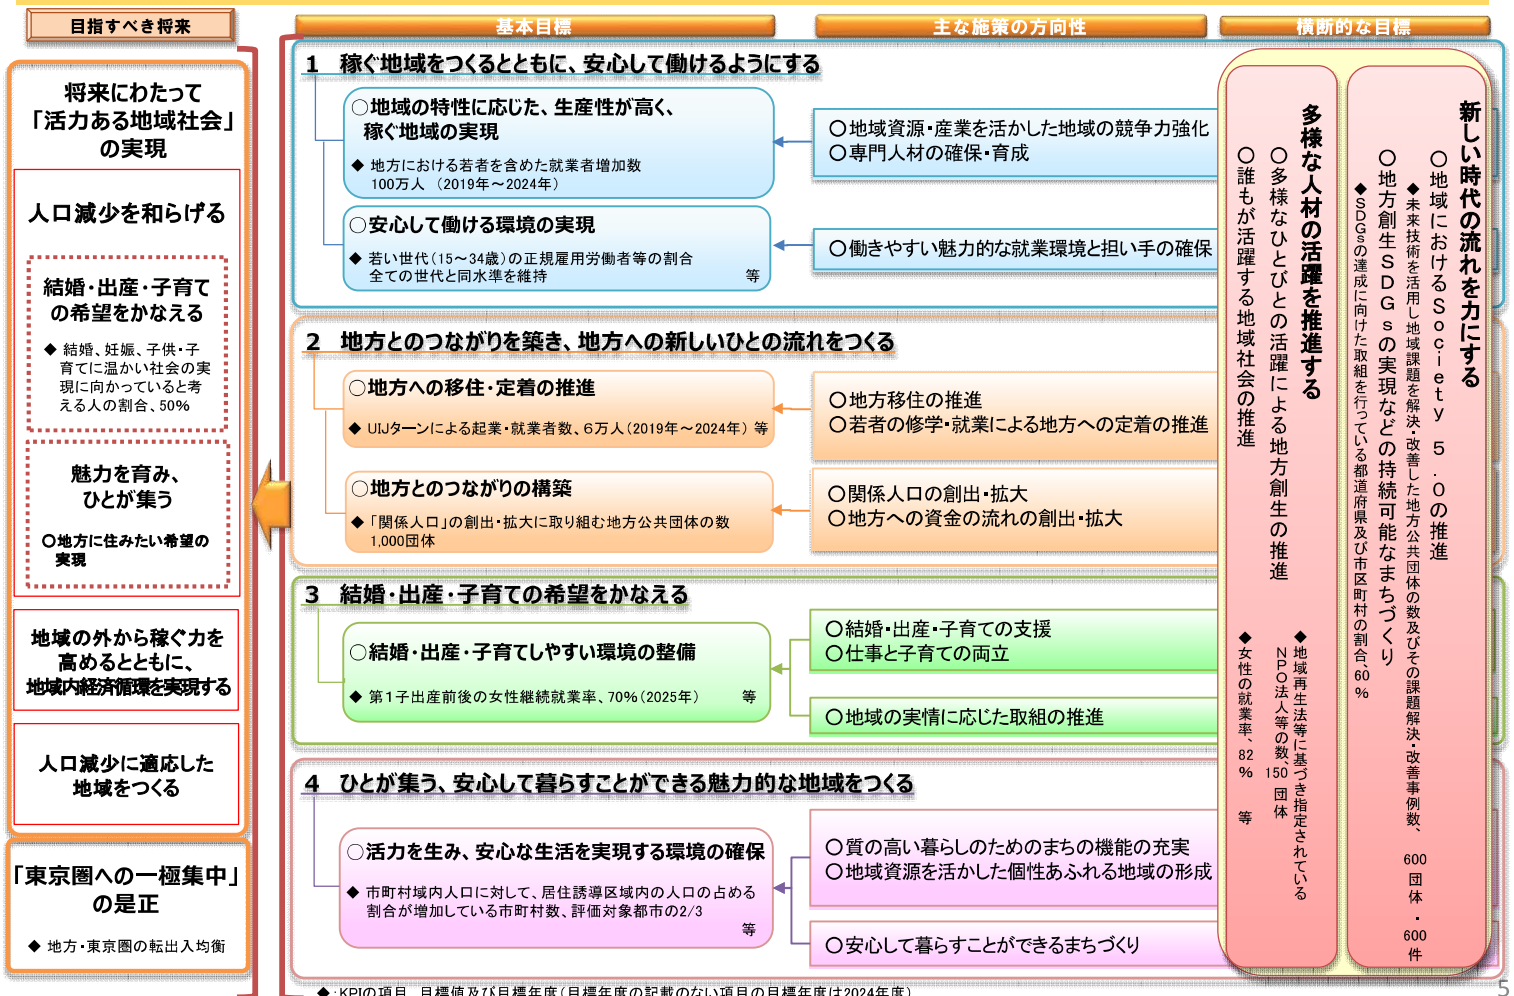 目指すべき将来
基本目標
主な施策の方向性
横断的な目標
将来にわたって
「活力ある地域社会」
の実現
人口減少を和らげる
結婚・出産・子育て
の希望をかなえる
◆ 結婚、妊娠、子供・子
育てに温かい社会の実
現に向かっていると考
える人の割合、50%
魅力を育み、
ひとが集う
○地方に住みたい希望の
実現
地域の外から稼ぐ力を
高めるとともに、
地域内経済循環を実現する
人口減少に適応した
地域をつくる
「東京圏への一極集中」
の是正
◆ 地方・東京圏の転出入均衡
1 稼ぐ地域をつくるとともに、安心して働けるようにする
○地域の特性に応じた、生産性が高く、
稼ぐ地域の実現
◆ 地方における若者を含めた就業者増加数
100万人 (2019年～2024年)
○地域資源・産業を活かした地域の競争力強化
○専門人材の確保・育成
○安心して働ける環境の実現
◆ 若い世代(15～34歳)の正規雇用労働者等の割合
全ての世代と同水準を維持 等
○働きやすい魅力的な就業環境と担い手の確保
2 地方とのつながりを築き、地方への新しいひとの流れをつくる
○地方への移住・定着の推進
◆ UIJターンによる起業・就業者数、6万人(2019年～2024年) 等
○地方移住の推進
○若者の修学・就業による地方への定着の推進
○地方とのつながりの構築
◆ 「関係人口」の創出・拡大に取り組む地方公共団体の数
1,000団体
○関係人口の創出・拡大
○地方への資金の流れの創出・拡大
3 結婚・出産・子育ての希望をかなえる
○結婚・出産・子育てしやすい環境の整備
◆ 第1子出産前後の女性継続就業率、70%(2025年) 等
○結婚・出産・子育ての支援
○仕事と子育ての両立
○地域の実情に応じた取組の推進
4 ひとが集う、安心して暮らすことができる魅力的な地域をつくる
○活力を生み、安心な生活を実現する環境の確保
◆ 市町村域内人口に対して、居住誘導区域内の人口の占める
割合が増加している市町村数、評価対象都市の2/3
等
○質の高い暮らしのためのまちの機能の充実
○地域資源を活かした個性あふれる地域の形成
○安心して暮らすことができるまちづくり
新しい時代の流れを力にする
○地域におけるSociety 5.0の推進
◆未来技術を活用し地域課題を解決・改善した地方公共団体の数及びその課題解決・改善事例数、600団体・600件
○地方創生SDGsの実現などの持続可能なまちづくり
◆SDGsの達成に向けた取組を行っている都道府県及び市区町村の割合、60%
多様な人材の活躍を推進する
○多様なひとびとの活躍による地方創生の推進
◆地域再生法等に基づき指定されている
NPO法人等の数、150団体
○誰もが活躍する地域社会の推進
◆女性の就業率、82% 等
◆:KPIの項目、目標値及び目標年度(目標年度の記載のない項目の目標年度は2024年度)
5